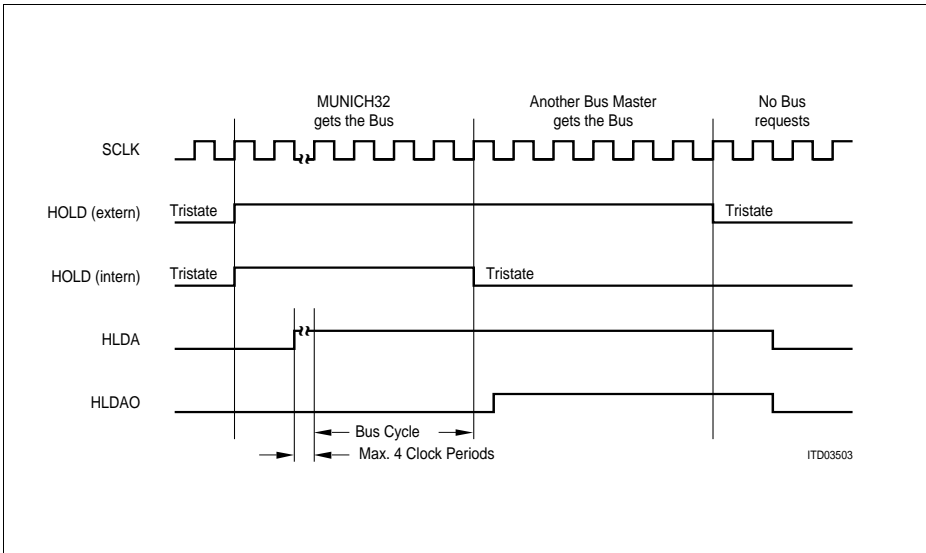 MUNICH32 Another Bus Master No Bus
gets the Bus gets the Bus requests
SCLK
HOLD (extern) Tristate Tristate
HOLD (intern) Tristate Tristate
HLDA
HLDAO
Bus Cycle
Max. 4 Clock Periods ITD03503